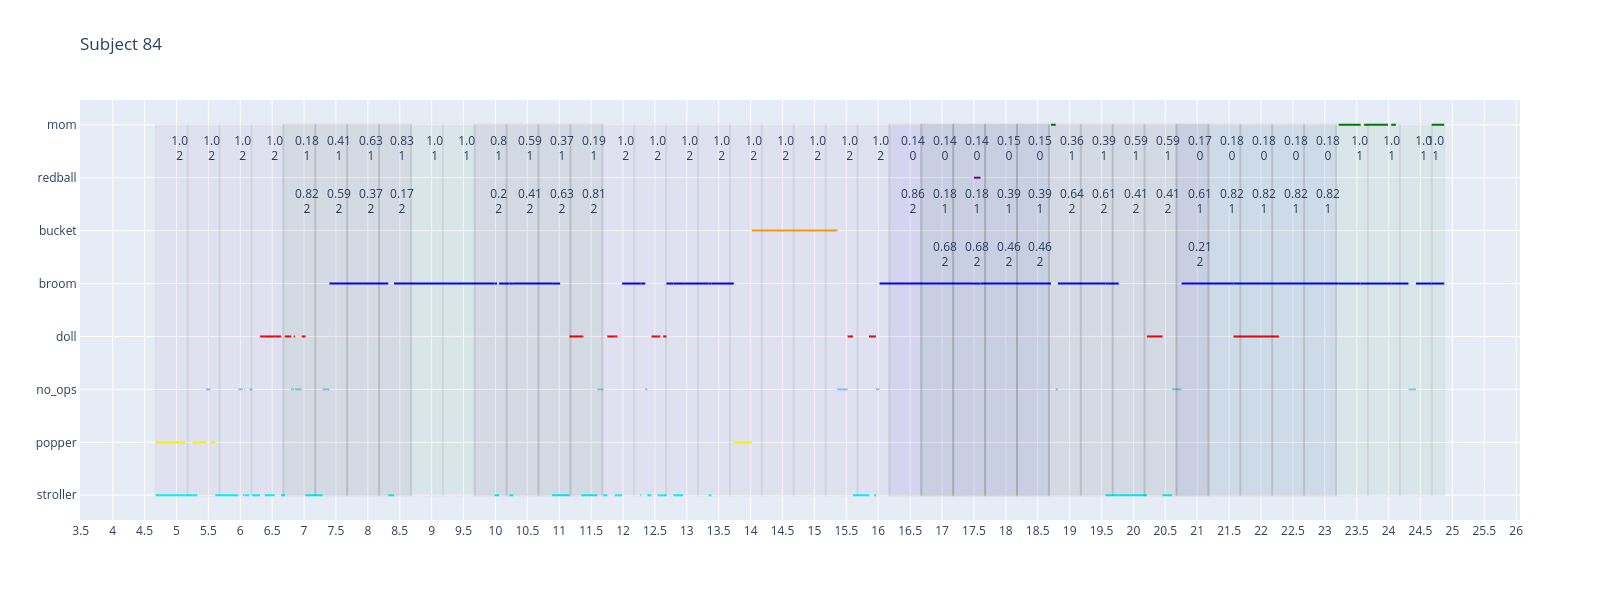 Subject 84
mom
1.0 1.0 1.0 1.0 0.18 0.41 0.63 0.83 1.0 1.0 0.8 0.59 0.37 0.19 1.0 1.0 1.0 1.0 1.0 1.0 1.0 1.0 1.0 0.14 0.14 0.14 0.15 0.15 0.36 0.39 0.59 0.59 0.17 0.18 0.18 0.18 0.18 1.0 1.0 1.0 1.0
2 2 2 2 1 1 1 1 1 1 1 1 1 1 2 2 2 2 2 2 2 2 2 0 0 0 0 0 1 1 1 1 0 0 0 0 0 1 1 1 1
redball
0.82 0.59 0.37 0.17 0.2 0.41 0.63 0.81 0.86 0.18 0.18 0.39 0.39 0.64 0.61 0.41 0.41 0.61 0.82 0.82 0.82 0.82
2 2 2 2 2 2 2 2 2 1 1 1 1 2 2 2 2 1 1 1 1 1
bucket
0.68 0.68 0.46 0.46 0.21
2 2 2 2 2
broom
doll
no_ops
popper
stroller
3.5 4 4.5 5 5.5 6 6.5 7 7.5 8 8.5 9 9.5 10 10.5 11 11.5 12 12.5 13 13.5 14 14.5 15 15.5 16 16.5 17 17.5 18 18.5 19 19.5 20 20.5 21 21.5 22 22.5 23 23.5 24 24.5 25 25.5 26